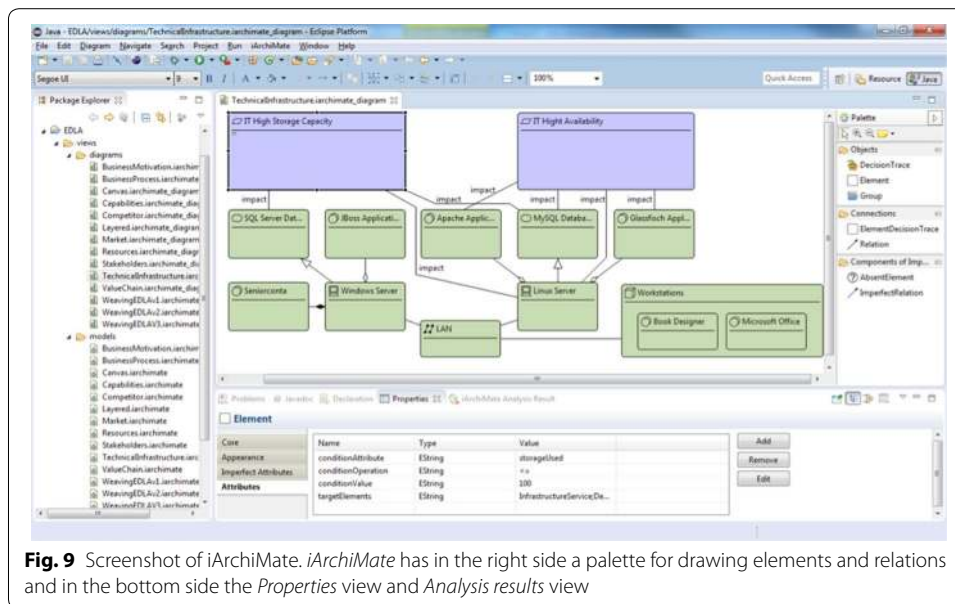 Java - EDLA/views/diagrams/TechnicalInfrastructure.iarchimate_diagram - Eclipse Platform
File Edit Diagram Navigate Search Project Run iArchiMate Window Help
Segoe UI 9 B I A 100% Quick Access Resource Java
Package Explorer
EDLA
views
diagrams
BusinessMotivation.iarchim
BusinessProcess.iarchimate
Canvas.iarchimate_diagram
Capabilities.iarchimate_diag
Competitor.iarchimate_diag
Layered.iarchimate_diagram
Market.iarchimate_diagram
Resources.iarchimate_diagr
Stakeholders.iarchimate_dia
TechnicalInfrastructure.iarc
ValueChain.iarchimate_diag
WeavingEDLAv1.iarchimate
WeavingEDLAv2.iarchimate
WeavingEDLAV3.iarchimate
models
BusinessMotivation.iarchim
BusinessProcess.iarchimate
Canvas.iarchimate
Capabilities.iarchimate
Competitor.iarchimate
Layered.iarchimate
Market.iarchimate
Resources.iarchimate
Stakeholders.iarchimate
TechnicalInfrastructure.iarc
ValueChain.iarchimate
WeavingEDLAv1.iarchimate
WeavingEDLAv2.iarchimate
WeavingEDLAV3.iarchimate
TechnicalInfrastructure.iarchimate_diagram
IT High Storage Capacity
IT Hight Availability
impact
impact
impact
impact
impact
impact
SQL Server Dat...
JBoss Applicati...
Apache Applic...
MySQL Databa...
Glassfisch Appl...
impact
Seniarconta
Windows Server
Linux Server
Workstations
Book Designer
Microsoft Office
LAN
Palette
Objects
DecisionTrace
Element
Group
Connections
ElementDecisionTrace
Relation
Components of Imp...
AbsentElement
ImperfectRelation
Problems Javadoc Declaration Properties iArchiMate Analysis Result
Element
Core
Appearance
Imperfect Attributes
Attributes
Name Type Value
conditionAttribute EString storageUsed
conditionOperation EString
conditionValue EString 100
targetElements EString InfrastructureService;De...
Add
Remove
Edit
Fig. 9 Screenshot of iArchiMate. iArchiMate has in the right side a palette for drawing elements and relations
and in the bottom side the Properties view and Analysis results view